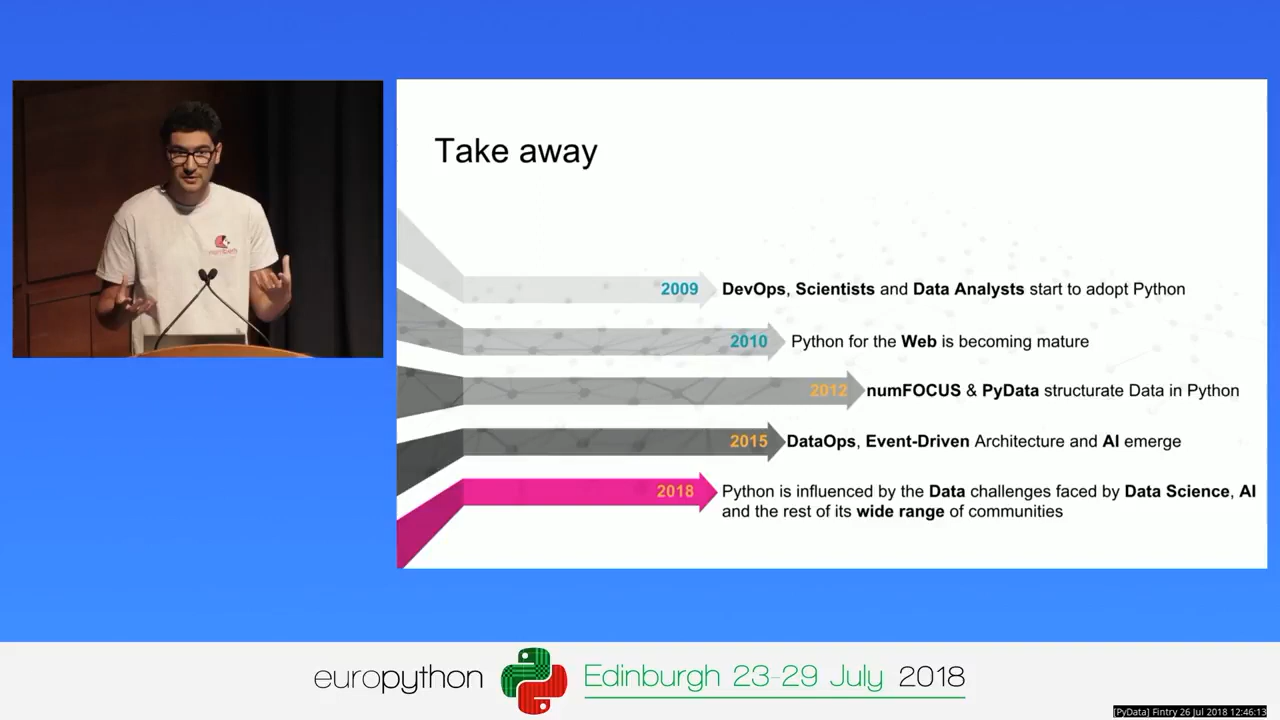 Take away
2009 DevOps, Scientists and Data Analysts start to adopt Python
2010 Python for the Web is becoming mature
2012 numFOCUS & PyData structurate Data in Python
2015 DataOps, Event-Driven Architecture and AI emerge
2018 Python is influenced by the Data challenges faced by Data Science, AI
and the rest of its wide range of communities
europython Edinburgh 23-29 July 2018
[PyData] Fintry 26 Jul 2018 12:46:13